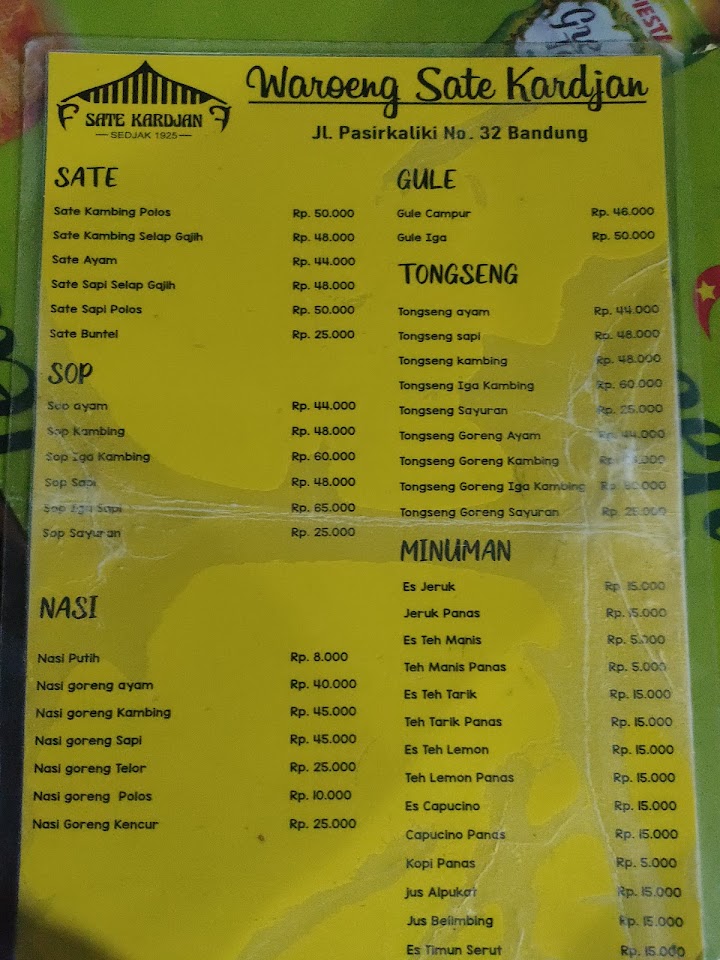 PIESTA
SATE KARDJAN
SEDJAK 1925
Waroeng Sate Kardjan
Jl. Pasirkaliki No. 32 Bandung
SATE
Sate Kambing Polos Rp. 50.000
Sate Kambing Selap Gajih Rp. 48.000
Sate Ayam Rp. 44.000
Sate Sapi Selap Gajih Rp. 48.000
Sate Sapi Polos Rp. 50.000
Sate Buntel Rp. 25.000
SOP
Sop ayam Rp. 44.000
Sop Kambing Rp. 48.000
Sop Iga Kambing Rp. 60.000
Sop Sapi Rp. 48.000
Sop Iga Sapi Rp. 65.000
Sop Sayuran Rp. 25.000
NASI
Nasi Putih Rp. 8.000
Nasi goreng ayam Rp. 40.000
Nasi goreng Kambing Rp. 45.000
Nasi goreng Sapi Rp. 45.000
Nasi goreng Telor Rp. 25.000
Nasi goreng Polos Rp. 10.000
Nasi Goreng Kencur Rp. 25.000
GULE
Gule Campur Rp. 46.000
Gule Iga Rp. 50.000
TONGSENG
Tongseng ayam Rp. 44.000
Tongseng sapi Rp. 48.000
Tongseng kambing Rp. 48.000
Tongseng Iga Kambing Rp. 60.000
Tongseng Sayuran Rp. 25.000
Tongseng Goreng Ayam Rp. 44.000
Tongseng Goreng Kambing Rp.
Tongseng Goreng Iga Kambing Rp.
Tongseng Goreng Sayuran Rp. 25.000
MINUMAN
Es Jeruk Rp. 15.000
Jeruk Panas Rp. 15.000
Es Teh Manis Rp. 5.000
Teh Manis Panas Rp. 5.000
Es Teh Tarik Rp. 15.000
Teh Tarik Panas Rp. 15.000
Es Teh Lemon Rp. 15.000
Teh Lemon Panas Rp. 15.000
Es Capucino Rp. 15.000
Capucino Panas Rp. 15.000
Kopi Panas Rp. 5.000
jus Alpukat Rp. 15.000
Jus Belimbing Rp. 15.000
Es Timun Serut Rp. 15.000